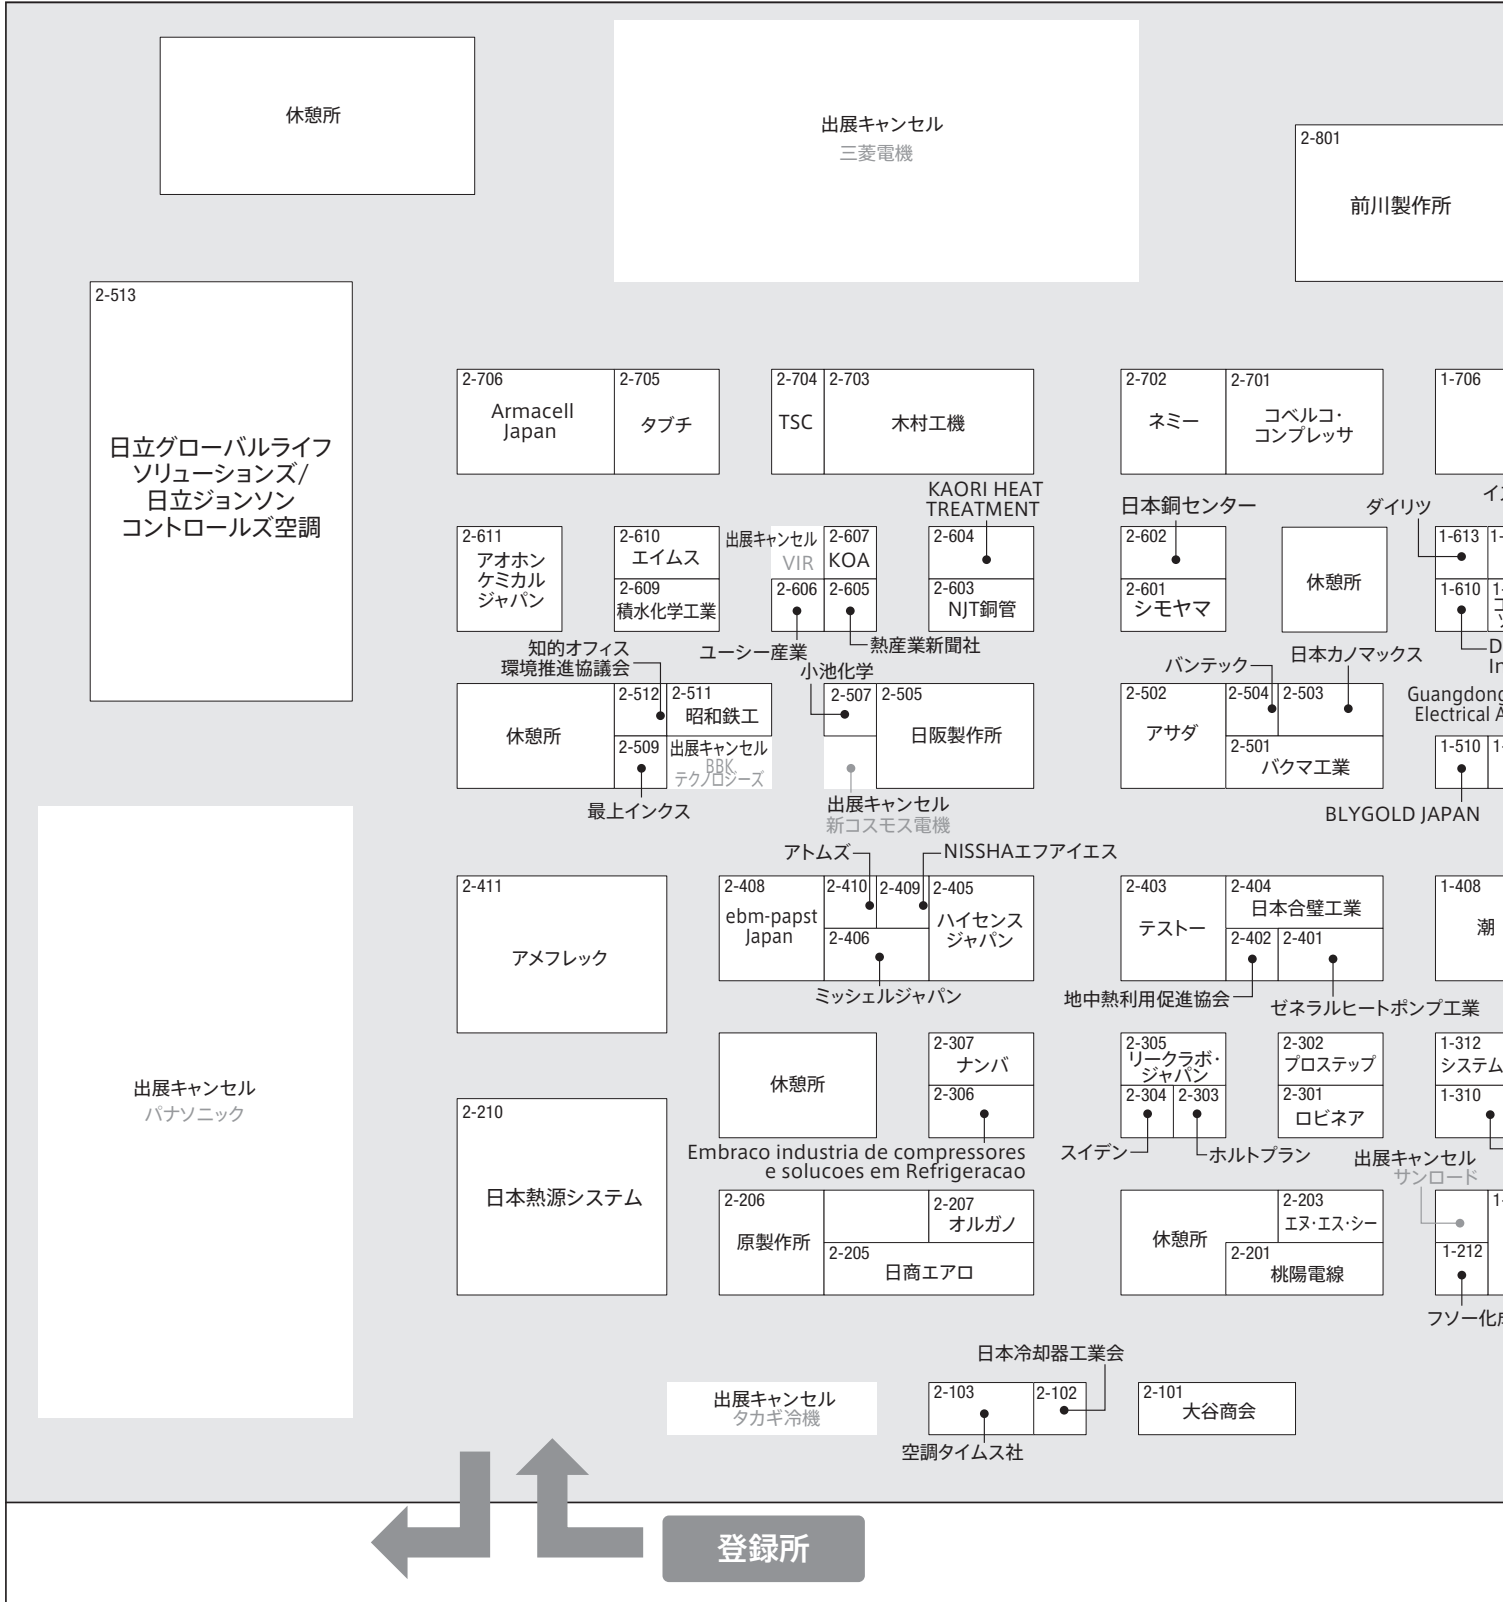 休憩所
出展キャンセル
三菱電機
2-801
前川製作所
2-513
日立グローバルライフ
ソリューションズ/
日立ジョンソン
コントロールズ空調
2-706
Armacell
Japan
2-705
タブチ
2-704
TSC
2-703
木村工機
2-702
ネミー
2-701
コベルコ・
コンプレッサ
1-706
KAORI HEAT
TREATMENT
日本銅センター
ダイリツ
2-611
アオホン
ケミカル
ジャパン
2-610
エイムス
2-609
積水化学工業
出展キャンセル
VIR
2-607
KOA
2-606
2-605
2-604
2-603
NJT銅管
2-602
2-601
シモヤマ
休憩所
1-613
1-610
知的オフィス
環境推進協議会
ユーシー産業
熱産業新聞社
小池化学
バンテック
日本カノマックス
休憩所
2-512
2-511
昭和鉄工
2-509
出展キャンセル
BBK
テクノロジーズ
2-507
2-505
日阪製作所
2-502
アサダ
2-504
2-503
2-501
バクマ工業
Guangdong
Electrical
1-510
最上インクス
出展キャンセル
新コスモス電機
BLYGOLD JAPAN
アトムズ
NISSHAエフアイエス
2-411
アメフレック
2-408
ebm-papst
Japan
2-410
2-409
2-406
2-405
ハイセンス
ジャパン
2-403
テストー
2-404
日本合璧工業
2-402
2-401
1-408
潮
ミッシェルジャパン
地中熱利用促進協会
ゼネラルヒートポンプ工業
出展キャンセル
パナソニック
休憩所
2-307
ナンバ
2-306
2-305
リークラボ・
ジャパン
2-304
2-303
2-302
プロステップ
2-301
ロビネア
1-312
システム
1-310
Embraco industria de compressores
e solucoes em Refrigeracao
スイデン
ホルトプラン
出展キャンセル
サンロード
2-210
日本熱源システム
2-206
原製作所
2-207
オルガノ
2-205
日商エアロ
休憩所
2-203
エヌ・エス・シー
2-201
桃陽電線
1-212
フソー化
日本冷却器工業会
出展キャンセル
タカギ冷機
2-103
2-102
2-101
大谷商会
空調タイムス社
登録所